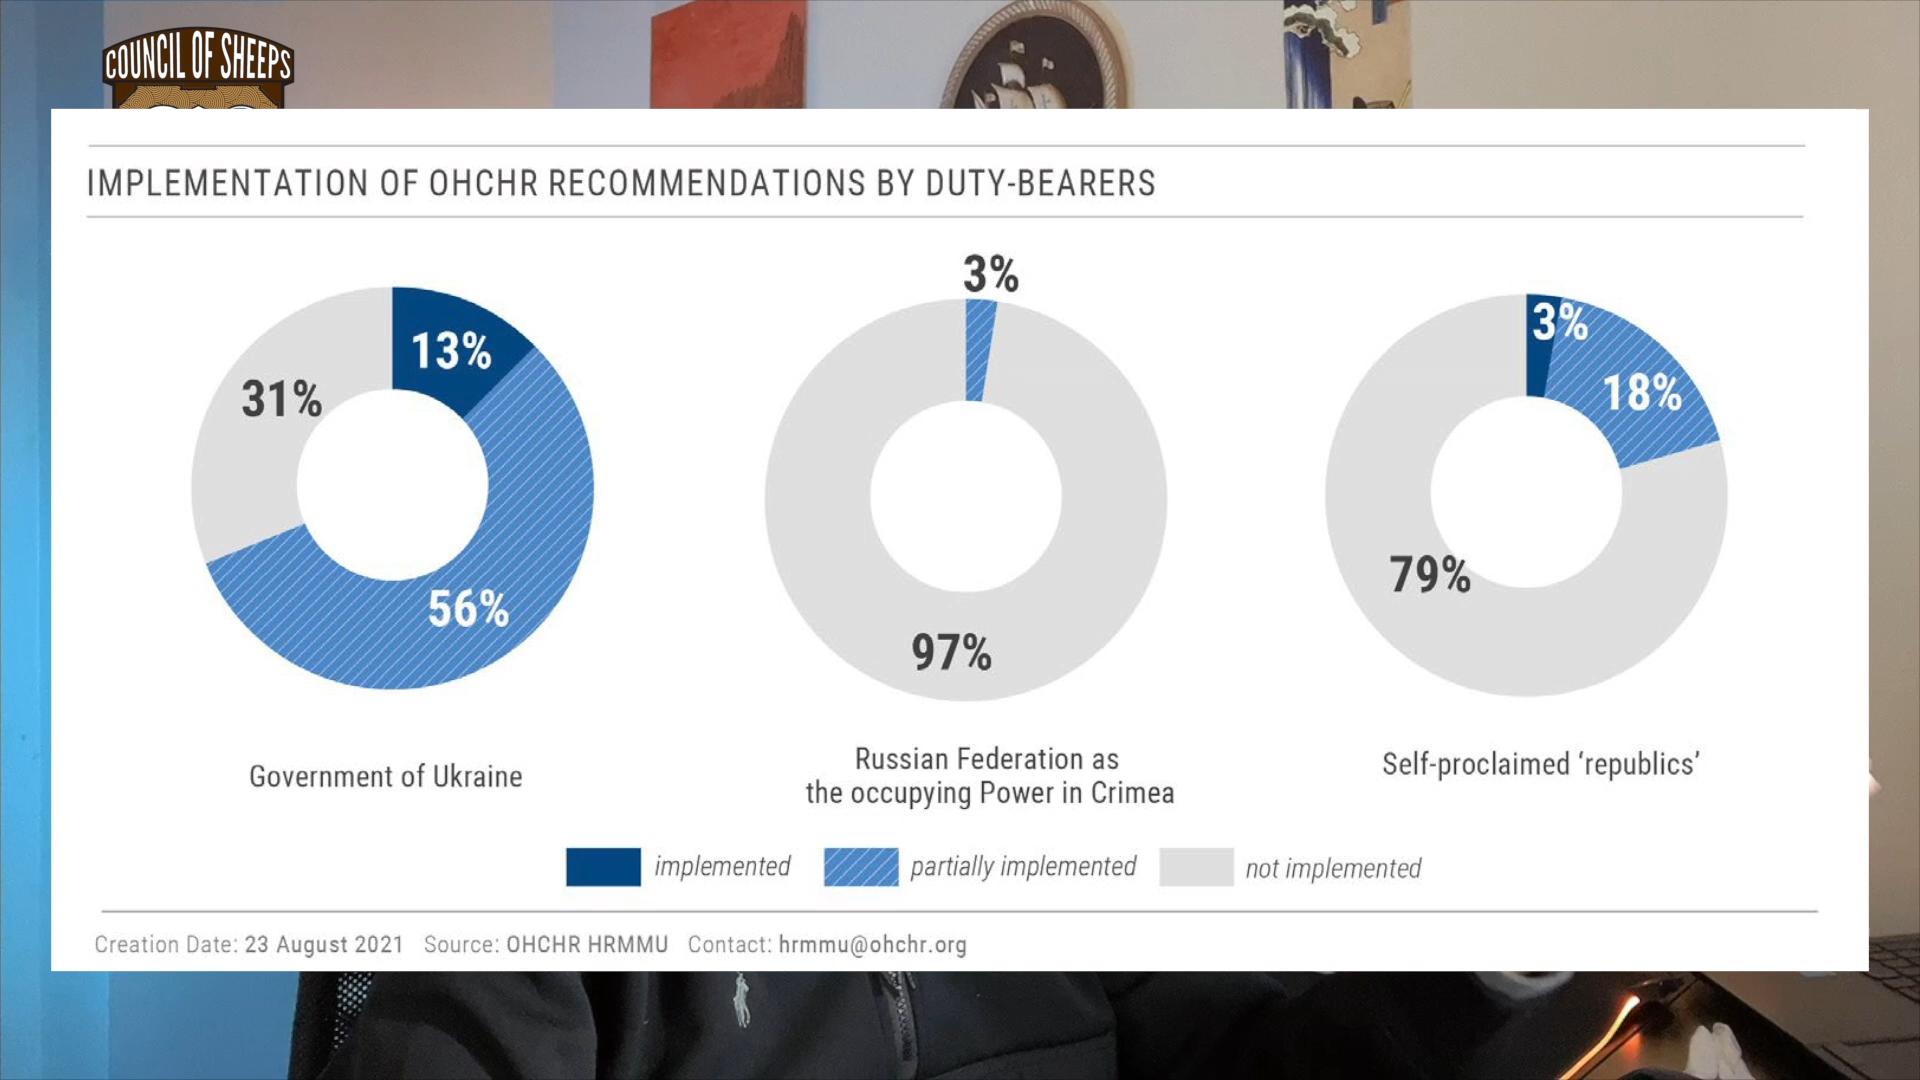 COUNCIL OF SHEEPS
IMPLEMENTATION OF OHCHR RECOMMENDATIONS BY DUTY-BEARERS
13%
31%
56%
Government of Ukraine
3%
97%
Russian Federation as
the occupying Power in Crimea
3%
18%
79%
Self-proclaimed ‘republics’
implemented
partially implemented
not implemented
Creation Date: 23 August 2021 Source: OHCHR HRMMU Contact: hrmmu@ohchr.org